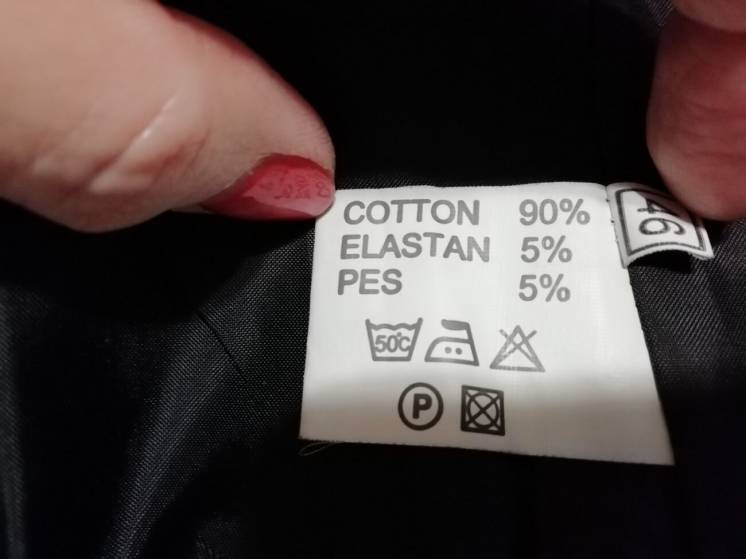 COTTON 90%
ELASTAN 5%
PES 5%
46
50°C
P